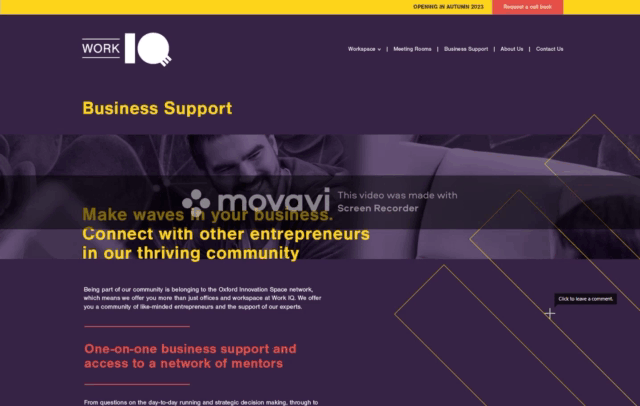 OPENING IN AUTUMN 2023
Request a call back
WORK IQ
Workspace | Meeting Rooms | Business Support | About Us | Contact Us
Business Support
movavi
This video was made with
Screen Recorder
Make waves in your business.
Connect with other entrepreneurs
in our thriving community
Being part of our community is belonging to the Oxford Innovation Space network,
which means we offer you more than just offices and workspace at Work IQ. We offer
you a community of like-minded entrepreneurs and the support of our experts.
Click to leave a comment.
One-on-one business support and
access to a network of mentors
From questions on the day-to-day running and strategic decision making, through to